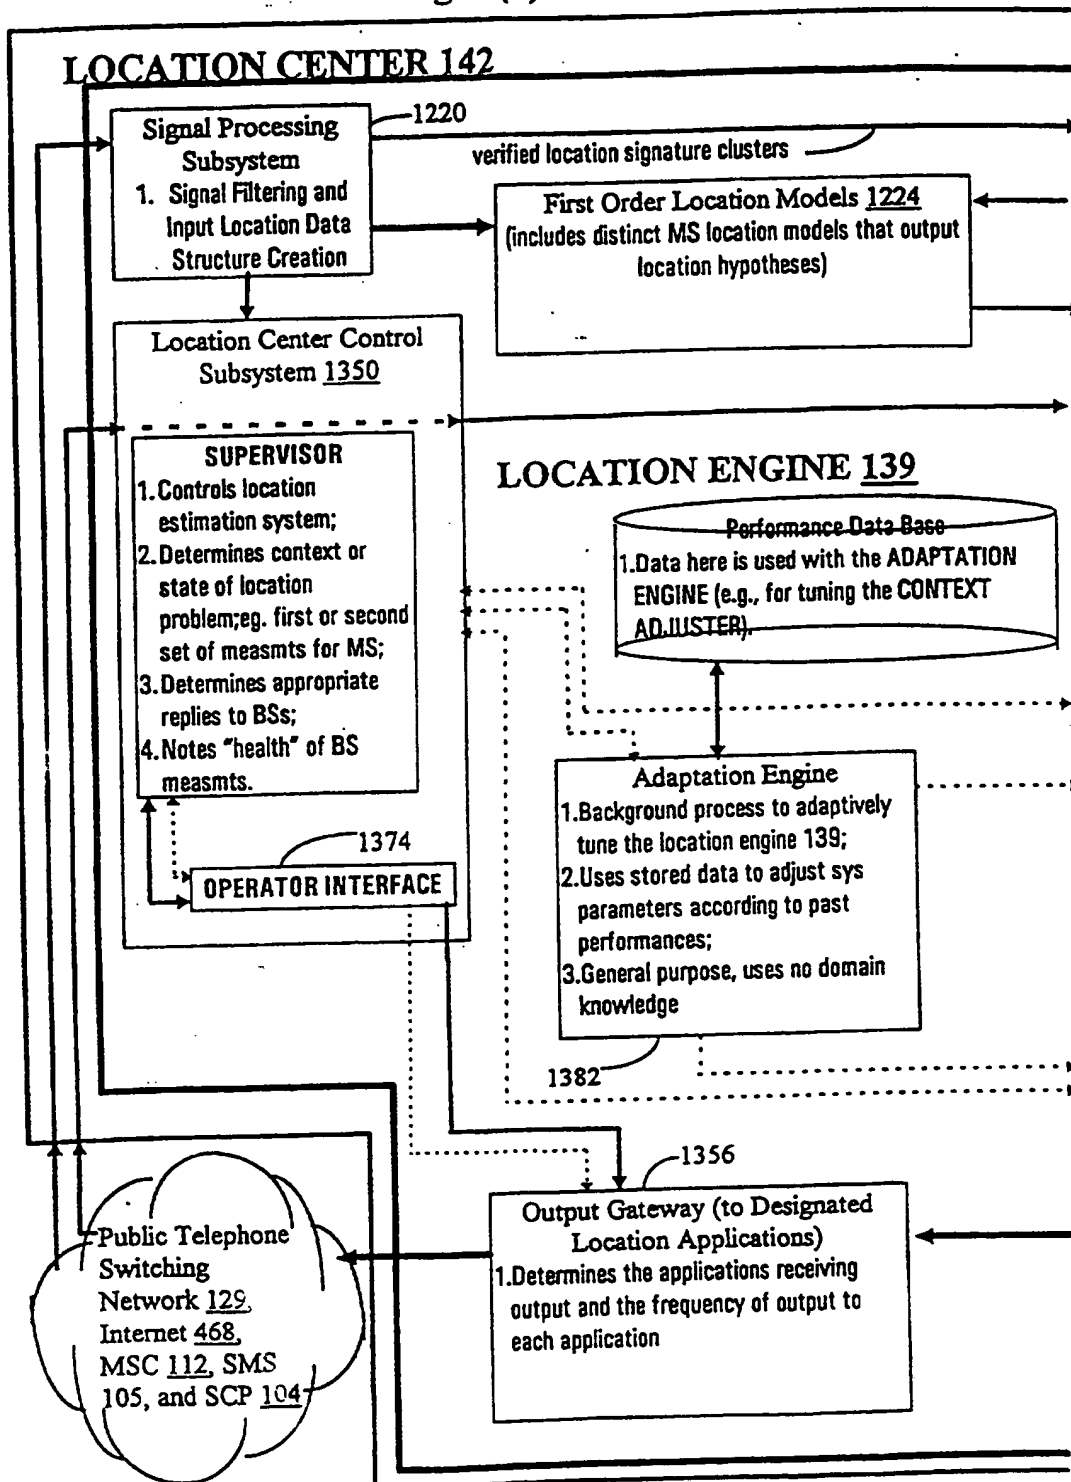 LOCATION CENTER 142
1220
Signal Processing
Subsystem
1. Signal Filtering and
Input Location Data
Structure Creation
verified location signature clusters
First Order Location Models 1224
(includes distinct MS location models that output
location hypotheses)
Location Center Control
Subsystem 1350
SUPERVISOR
1.Controls location
estimation system;
2.Determines context or
state of location
problem;eg. first or second
set of measmts for MS;
3.Determines appropriate
replies to BSs;
4.Notes "health" of BS
measmts.
1374
OPERATOR INTERFACE
LOCATION ENGINE 139
Performance Data Base
1.Data here is used with the ADAPTATION
ENGINE (e.g., for tuning the CONTEXT
ADJUSTER).
Adaptation Engine
1.Background process to adaptively
tune the location engine 139;
2.Uses stored data to adjust sys
parameters according to past
performances;
3.General purpose, uses no domain
knowledge
1382
1356
Output Gateway (to Designated
Location Applications)
1.Determines the applications receiving
output and the frequency of output to
each application
Public Telephone
Switching
Network 129,
Internet 468,
MSC 112, SMS
105, and SCP 104